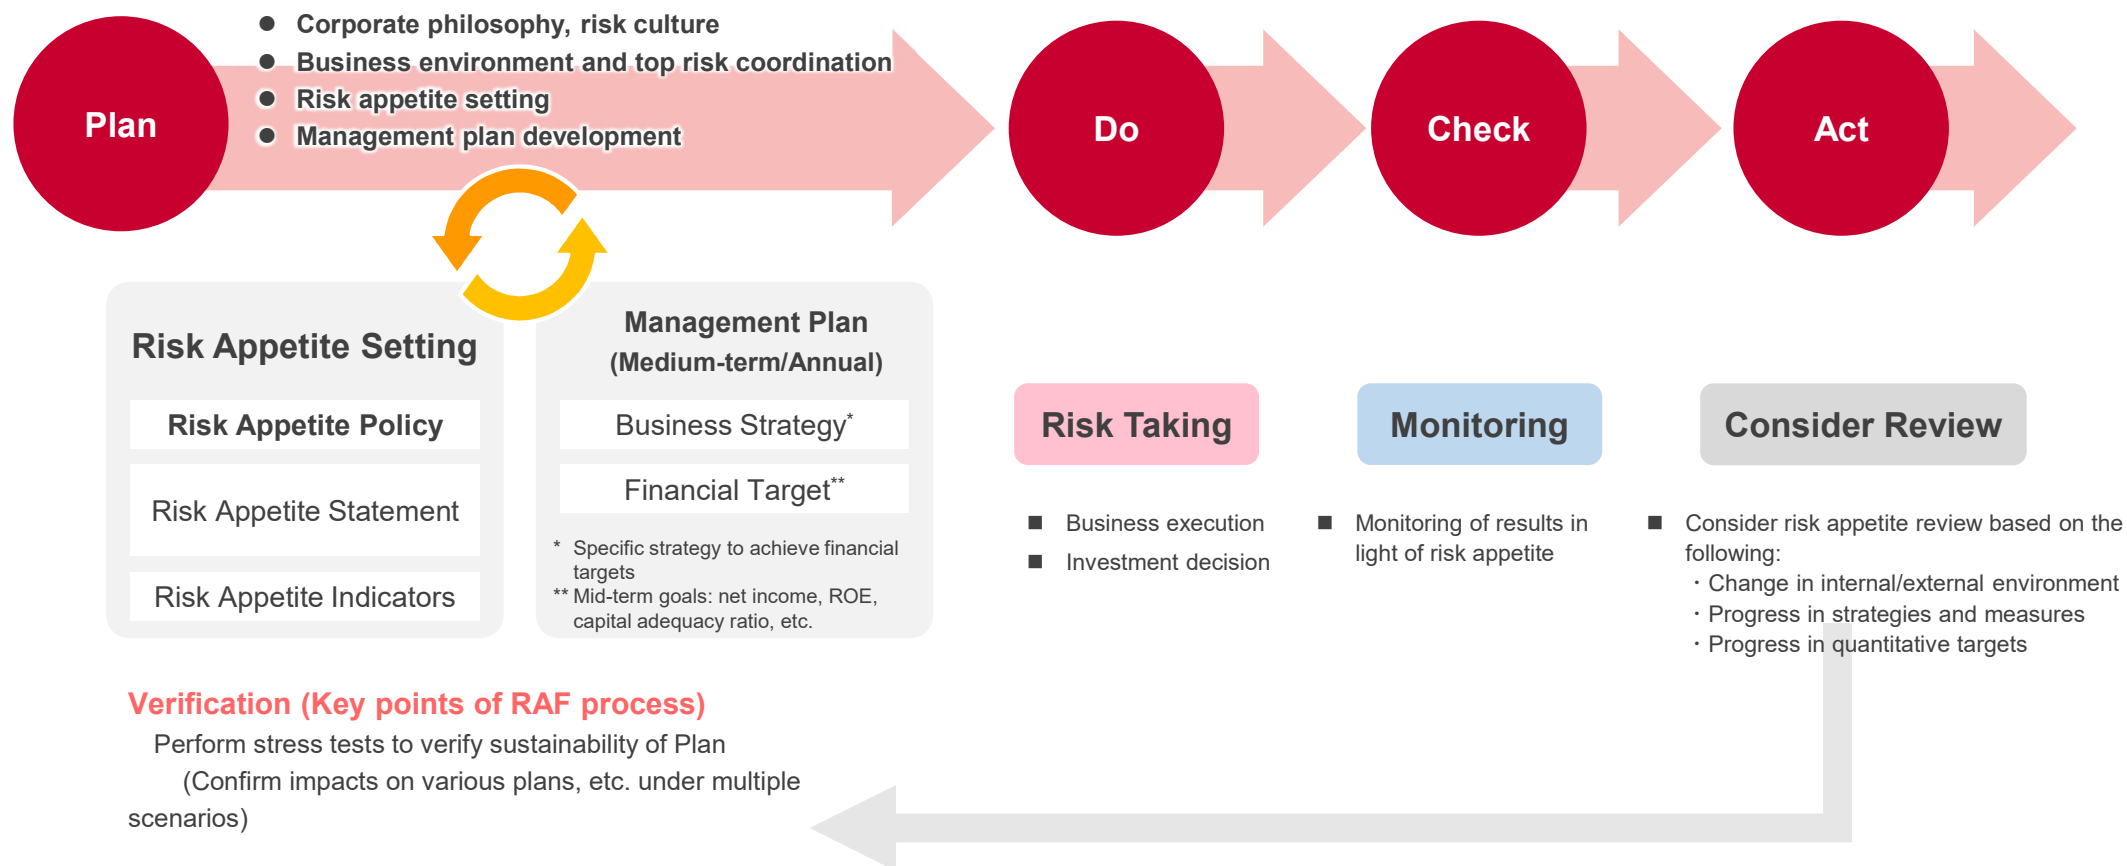 Plan
● Corporate philosophy, risk culture
● Business environment and top risk coordination
● Risk appetite setting
● Management plan development
Do
Check
Act
Risk Appetite Setting
Risk Appetite Policy
Risk Appetite Statement
Risk Appetite Indicators
Management Plan
(Medium-term/Annual)
Business Strategy*
Financial Target**
* Specific strategy to achieve financial
targets
** Mid-term goals: net income, ROE,
capital adequacy ratio, etc.
Risk Taking
■ Business execution
■ Investment decision
Monitoring
■ Monitoring of results in
light of risk appetite
Consider Review
■ Consider risk appetite review based on the
following:
・Change in internal/external environment
・Progress in strategies and measures
・Progress in quantitative targets
Verification (Key points of RAF process)
Perform stress tests to verify sustainability of Plan
(Confirm impacts on various plans, etc. under multiple
scenarios)